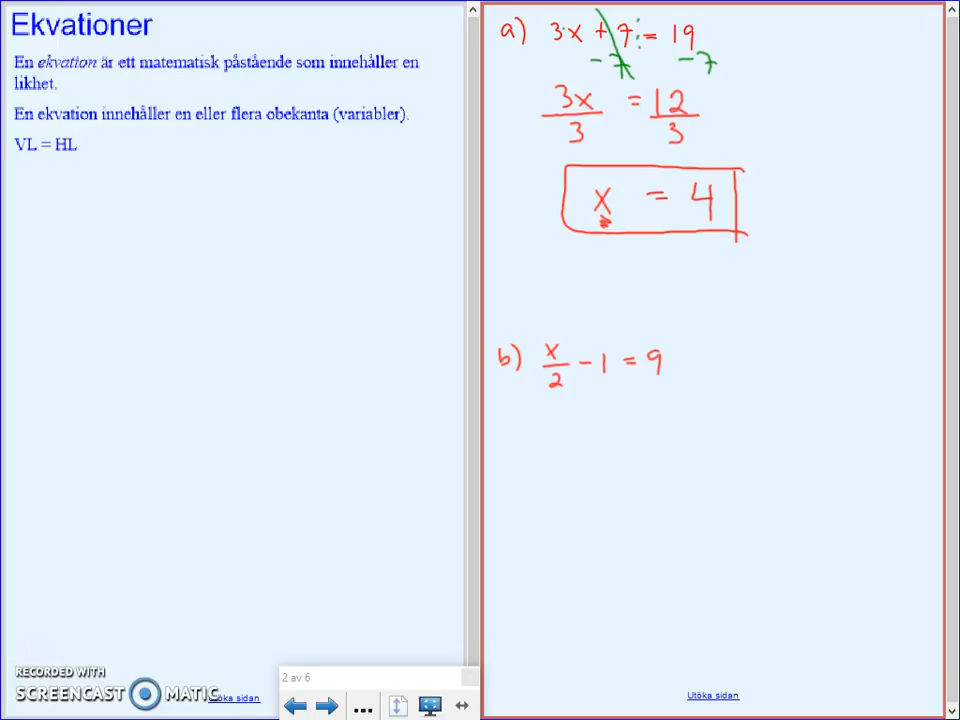 Ekvationer
En ekvation är ett matematisk påstående som innehåller en
likhet.
En ekvation innehåller en eller flera obekanta (variabler).
VL = HL
a) 3·x + 7 = 19
- 7 - 7
3x/3 = 12/3
x = 4
b) x/2 - 1 = 9
RECORDED WITH
SCREENCAST MATIC
Utöka sidan
2 av 6
...
Utöka sidan